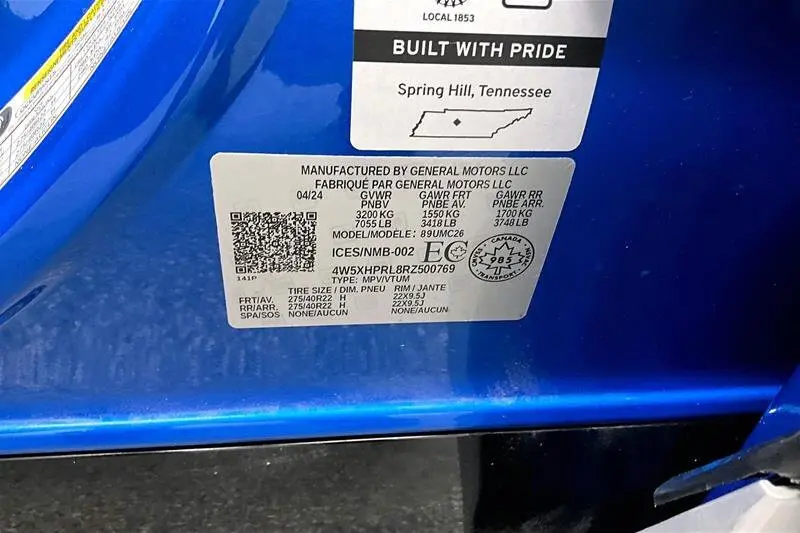 LOCAL 1853
BUILT WITH PRIDE
Spring Hill, Tennessee
MANUFACTURED BY GENERAL MOTORS LLC
FABRIQUÉ PAR GENERAL MOTORS LLC
04/24 GVWR GAWR FRT GAWR RR
PNBV PNBE AV. PNBE ARR.
3200 KG 1550 KG 1700 KG
7055 LB 3418 LB 3748 LB
MODEL/MODÈLE: 89UMC26
ICES/NMB-002 EC
CANADA
985
TRANSPORT
4W5XHPRL8RZ500769
141P
TYPE: MPV/VTUM
TIRE SIZE / DIM. PNEU RIM / JANTE
FRT/AV. 275/40R22 H 22X9.5J
RR/ARR. 275/40R22 H 22X9.5J
SPA/SOS NONE/AUCUN NONE/AUCUN